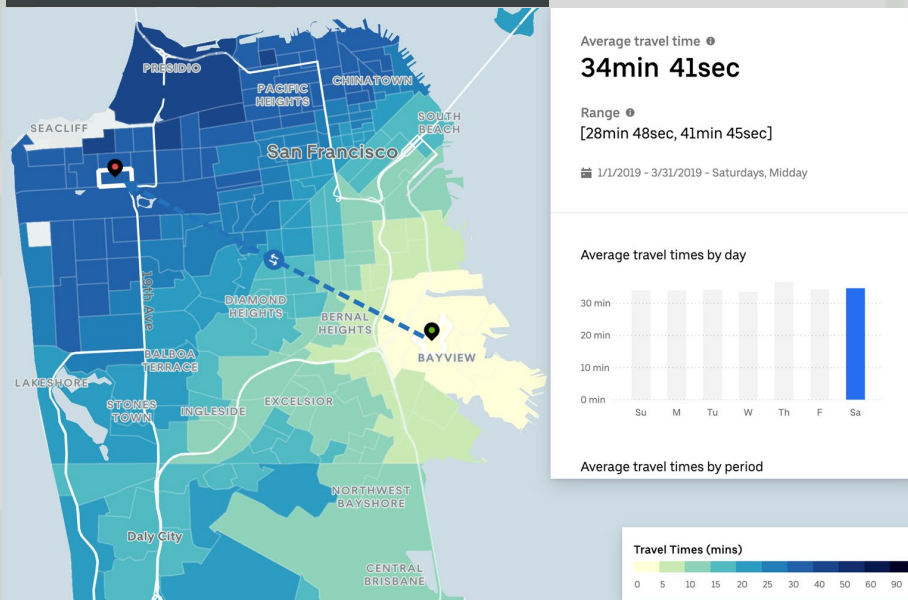 PRESIDIO
PACIFIC
HEIGHTS
CHINATOWN
SEACLIFF
SOUTH
BEACH
San Francisco
19th Ave
DIAMOND
HEIGHTS
BERNAL
HEIGHTS
BAYVIEW
BALBOA
TERRACE
LAKESHORE
STONES
TOWN
INGLESIDE
EXCELSIOR
NORTHWEST
BAYSHORE
Daly City
CENTRAL
BRISBANE
Average travel time
34min 41sec
Range
[28min 48sec, 41min 45sec]
1/1/2019 - 3/31/2019 - Saturdays, Midday
Average travel times by day
30 min
20 min
10 min
0 min
Su M Tu W Th F Sa
Average travel times by period
Travel Times (mins)
0 5 10 15 20 25 30 40 50 60 90